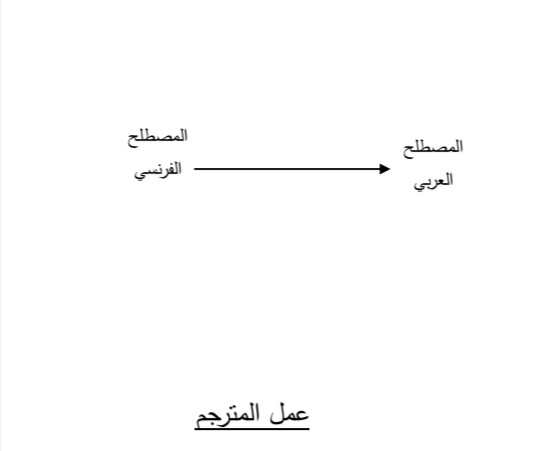 المصطلح
الفرنسي
المصطلح
العربي
عمل المترجم